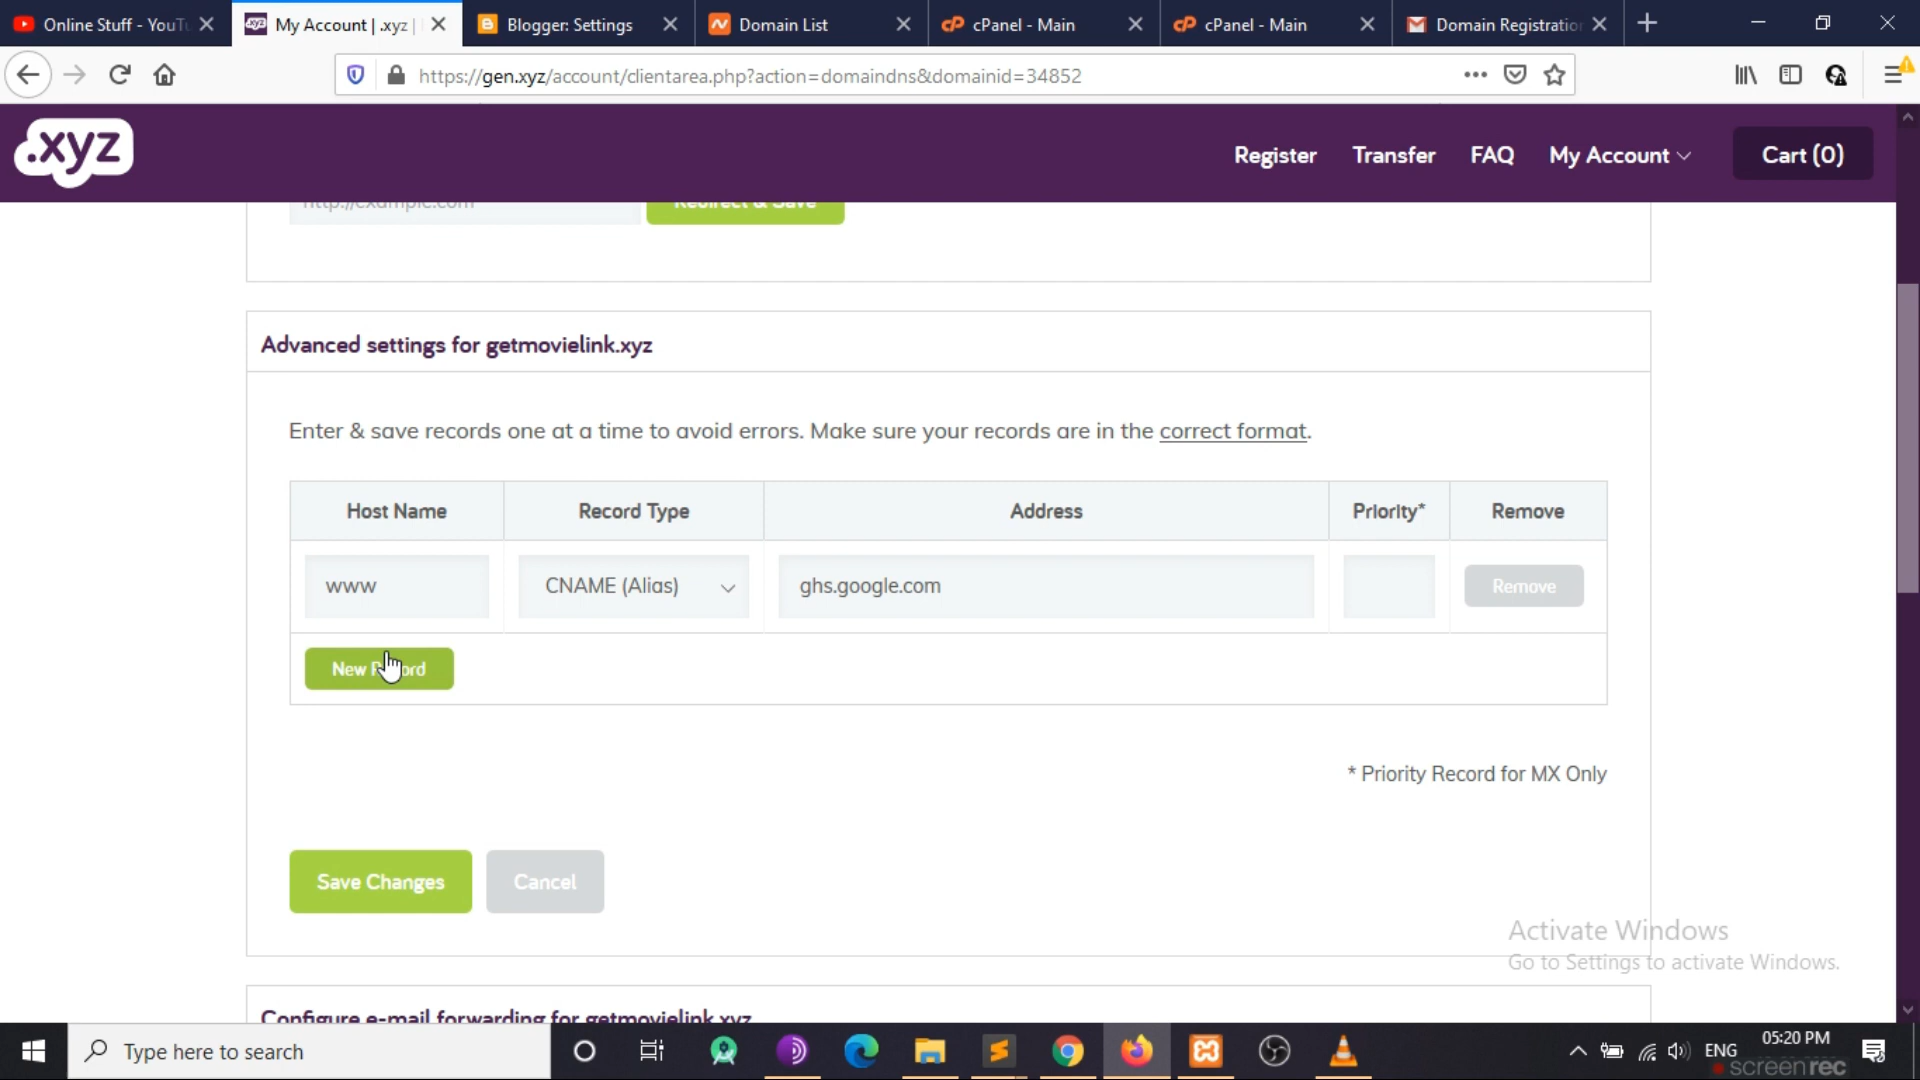 Online Stuff - YouTu
My Account | .xyz |
Blogger: Settings
Domain List
cPanel - Main
cPanel - Main
Domain Registration
https://gen.xyz/account/clientarea.php?action=domaindns&domainid=34852
.xyz
Register
Transfer
FAQ
My Account
Cart (0)
http://example.com
Redirect & Save
Advanced settings for getmovielink.xyz
Enter & save records one at a time to avoid errors. Make sure your records are in the correct format.
Host Name
Record Type
Address
Priority*
Remove
www
CNAME (Alias)
ghs.google.com
Remove
New Record
* Priority Record for MX Only
Save Changes
Cancel
Activate Windows
Go to Settings to activate Windows.
Configure e-mail forwarding for getmovielink.xyz
Type here to search
ENG
05:20 PM
screenrec